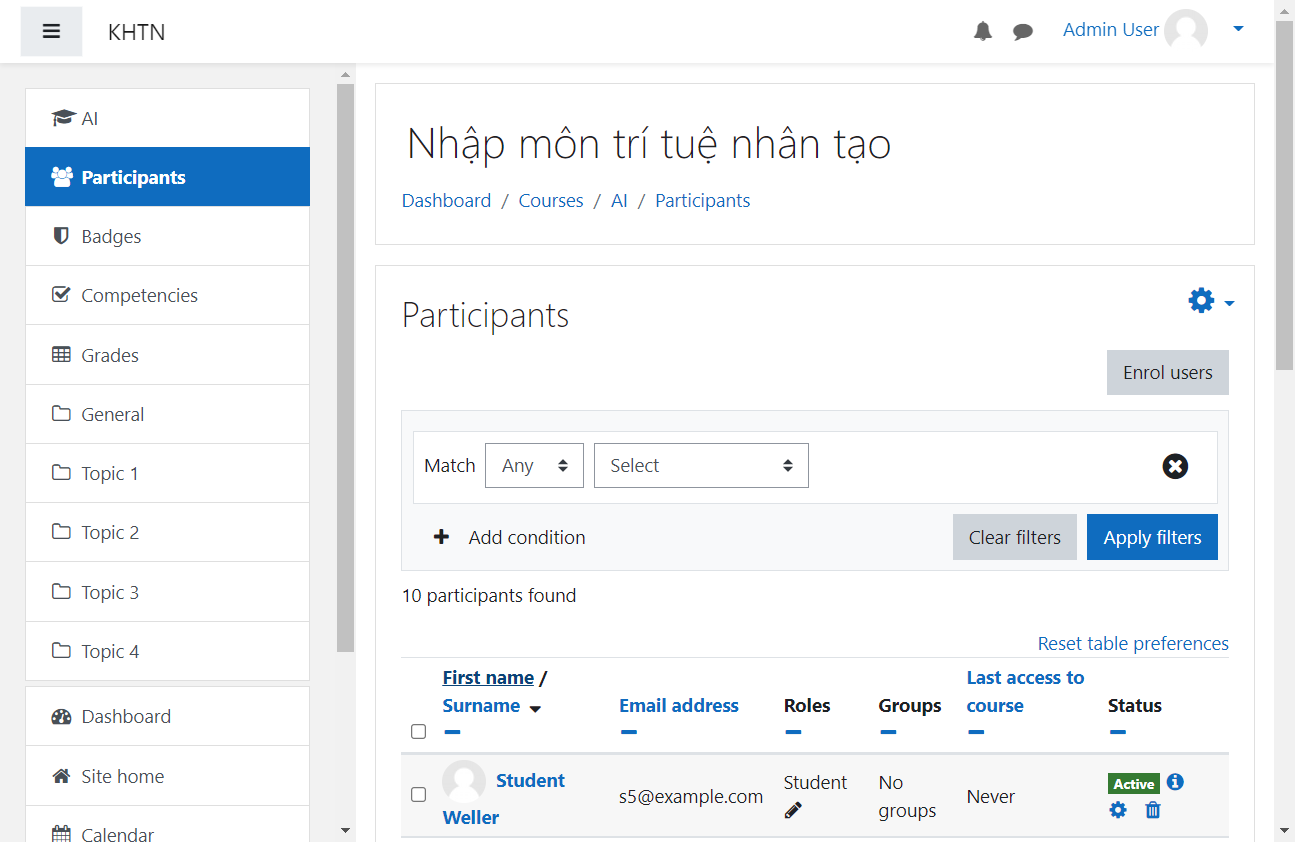 KHTN
Admin User
AI
Participants
Badges
Competencies
Grades
General
Topic 1
Topic 2
Topic 3
Topic 4
Dashboard
Site home
Calendar
Nhập môn trí tuệ nhân tạo
Dashboard / Courses / AI / Participants
Participants
Enrol users
Match Any Select
Add condition
Clear filters
Apply filters
10 participants found
Reset table preferences
First name / Surname
Email address
Roles
Groups
Last access to course
Status
Student Weller
s5@example.com
Student
No groups
Never
Active